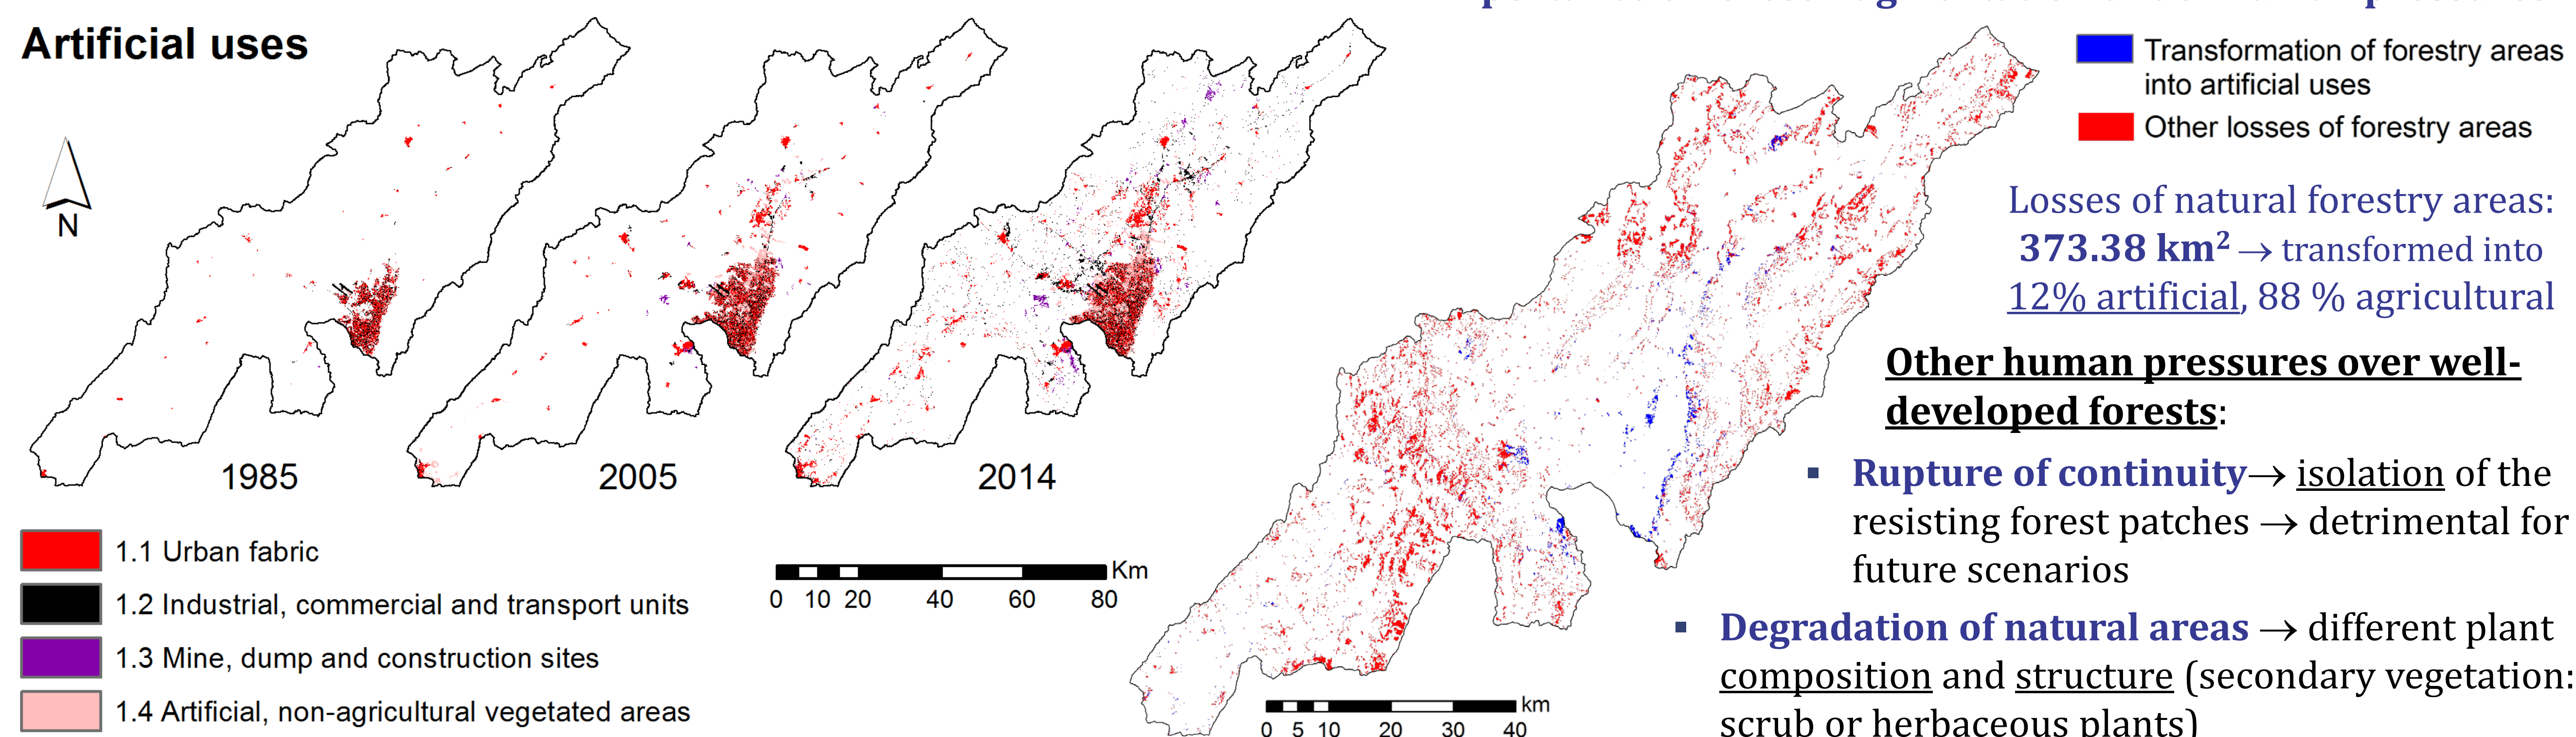 Artificial uses
N
1985
2005
2014
1.1 Urban fabric
1.2 Industrial, commercial and transport units
1.3 Mine, dump and construction sites
1.4 Artificial, non-agricultural vegetated areas
Km
0 10 20 40 60 80
km
0 5 10 20 30 40
Transformation of forestry areas
into artificial uses
Other losses of forestry areas
Losses of natural forestry areas:
373.38 km² → transformed into
12% artificial, 88 % agricultural
Other human pressures over well-
developed forests:
▪ Rupture of continuity→ isolation of the
resisting forest patches → detrimental for
future scenarios
▪ Degradation of natural areas → different plant
composition and structure (secondary vegetation:
scrub or herbaceous plants)